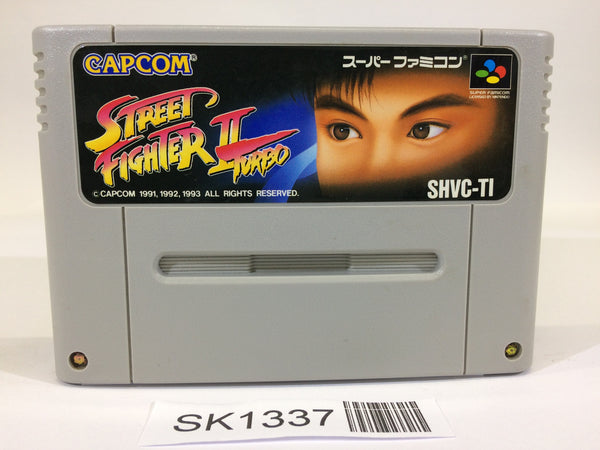 CAPCOM®
スーパーファミコン®
STREET
FIGHTER II
TURBO
SUPER FAMICOM
LICENSED BY NINTENDO
© CAPCOM 1991, 1992, 1993 ALL RIGHTS RESERVED.
SHVC-TI
SK1337